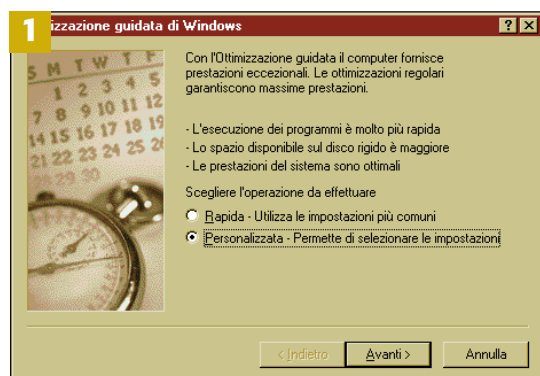 1
izzazione guidata di Windows
Con l'Ottimizzazione guidata il computer fornisce
prestazioni eccezionali. Le ottimizzazioni regolari
garantiscono massime prestazioni.
- L'esecuzione dei programmi è molto più rapida
- Lo spazio disponibile sul disco rigido è maggiore
- Le prestazioni del sistema sono ottimali
Scegliere l'operazione da effettuare
Rapida - Utilizza le impostazioni più comuni
Personalizzata - Permette di selezionare le impostazioni
S M T W T F
1 2 3 4 5
7 8 9 10 11 12
14 15 16 17 18 19
21 22 23 24 25 26
28 29 30
< Indietro Avanti > Annulla